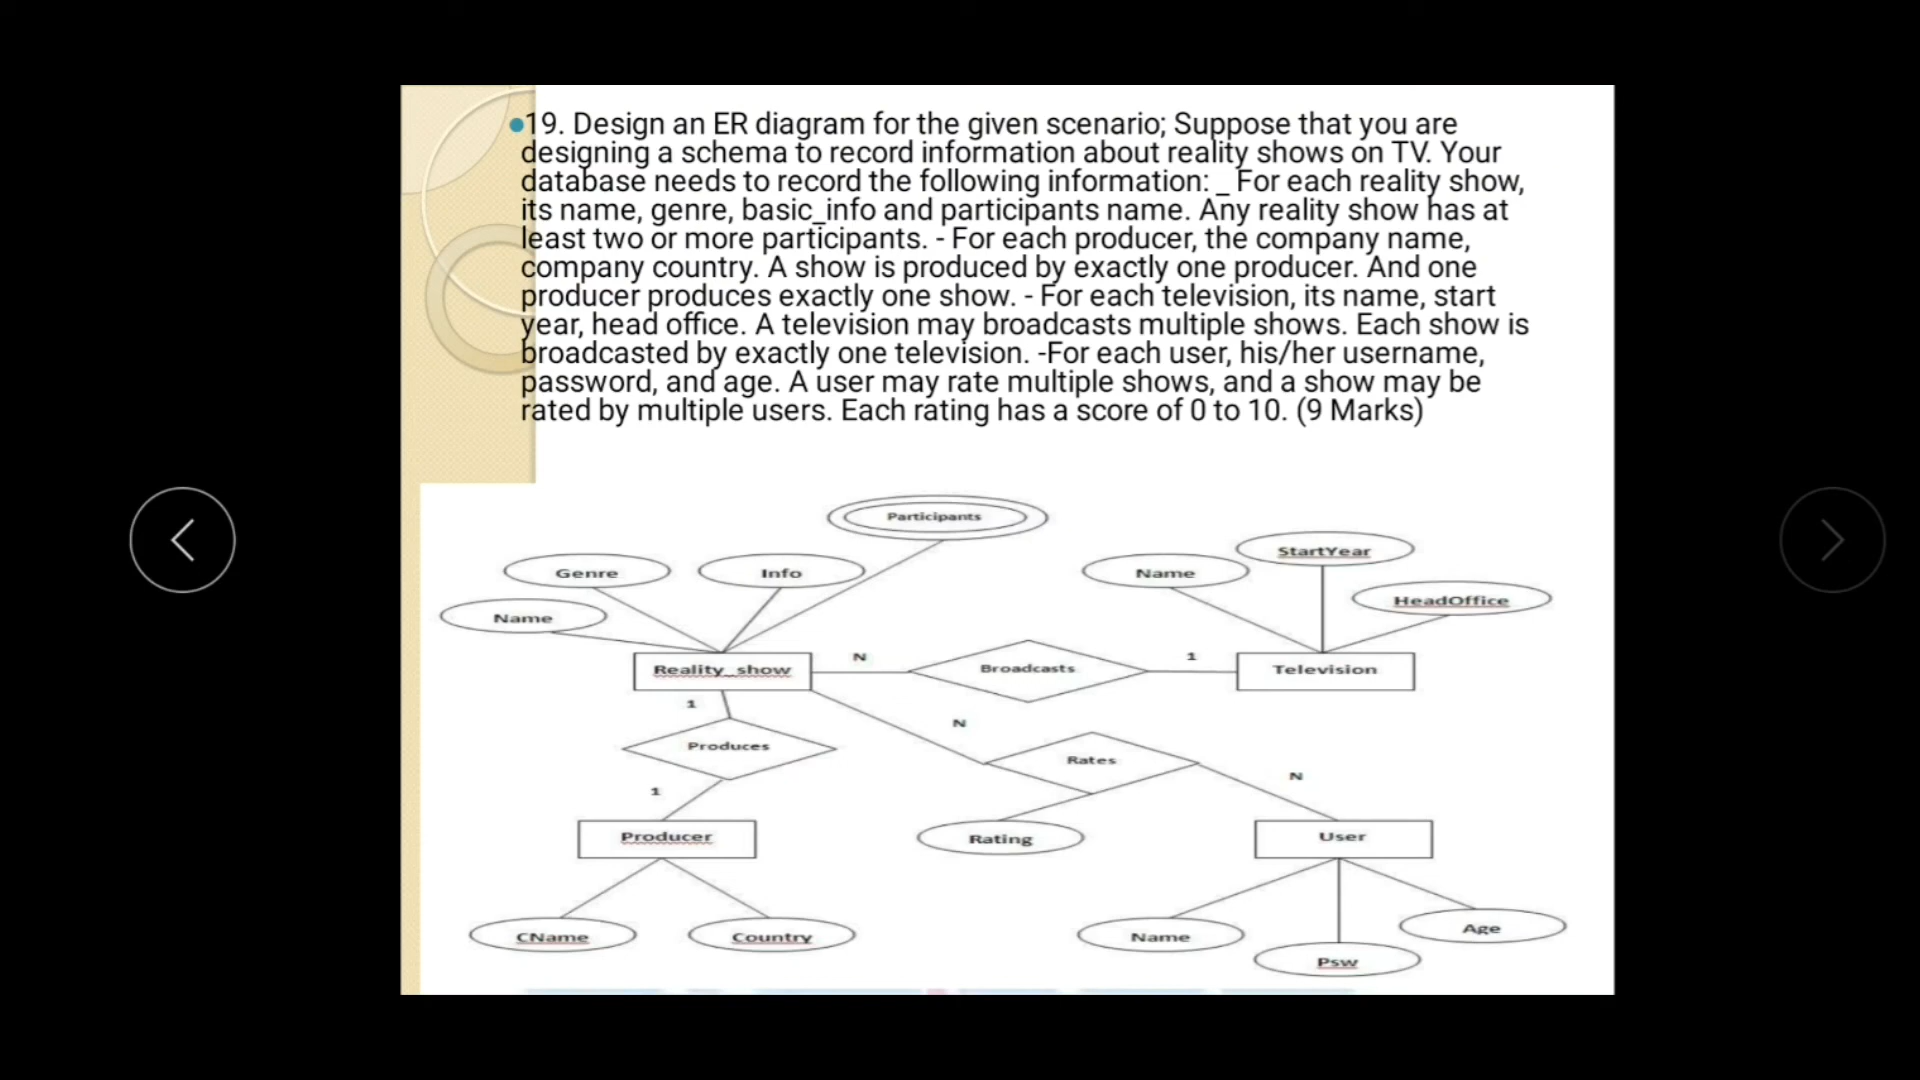 •19. Design an ER diagram for the given scenario; Suppose that you are
designing a schema to record information about reality shows on TV. Your
database needs to record the following information: _ For each reality show,
its name, genre, basic_info and participants name. Any reality show has at
least two or more participants. - For each producer, the company name,
company country. A show is produced by exactly one producer. And one
producer produces exactly one show. - For each television, its name, start
year, head office. A television may broadcasts multiple shows. Each show is
broadcasted by exactly one television. -For each user, his/her username,
password, and age. A user may rate multiple shows, and a show may be
rated by multiple users. Each rating has a score of 0 to 10. (9 Marks)
Participants
StartYear
Genre
Info
Name
HeadOffice
Name
N
1
Reality_show
Broadcasts
Television
1
N
Produces
Rates
N
1
Producer
Rating
User
CName
Country
Name
Age
Psw